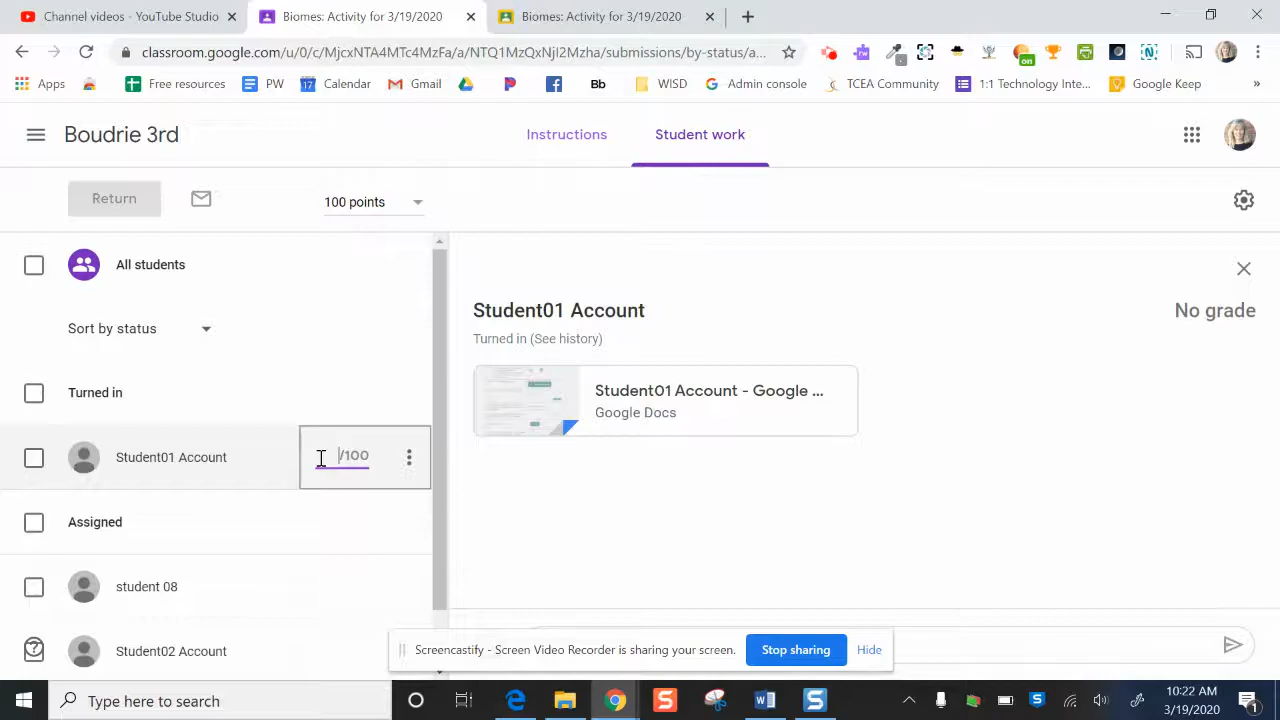 Channel videos - YouTube Studio
Biomes: Activity for 3/19/2020
Biomes: Activity for 3/19/2020
classroom.google.com/u/0/c/MjcxNTA4MTc4MzFa/a/NTQ1MzQxNjI2Mzha/submissions/by-status/a...
on
Apps
Free resources
PW
Calendar
Gmail
Bb
WISD
Admin console
TCEA Community
1:1 Technology Inte...
Google Keep
»
Boudrie 3rd
Instructions
Student work
Return
100 points
All students
Sort by status
Turned in
Student01 Account
/100
Assigned
student 08
Student02 Account
Student01 Account
No grade
Turned in (See history)
Student01 Account - Google ...
Google Docs
Screencastify - Screen Video Recorder is sharing your screen.
Stop sharing
Hide
Type here to search
10:22 AM
3/19/2020